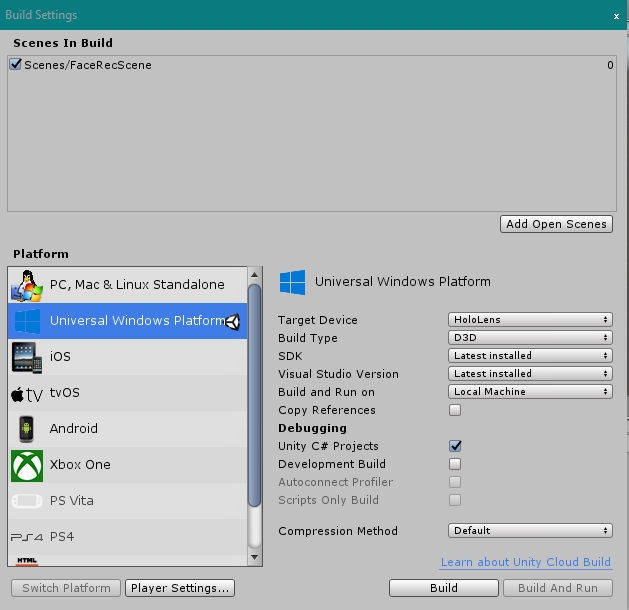 Build Settings
x
Scenes In Build
Scenes/FaceRecScene 0
Add Open Scenes
Platform
PC, Mac & Linux Standalone
Universal Windows Platform
iOS
tv tvOS
Android
Xbox One
PS Vita
PS4 PS4
HTML
Switch Platform
Player Settings...
Universal Windows Platform
Target Device HoloLens
Build Type D3D
SDK Latest installed
Visual Studio Version Latest installed
Build and Run on Local Machine
Copy References
Debugging
Unity C# Projects
Development Build
Autoconnect Profiler
Scripts Only Build
Compression Method Default
Learn about Unity Cloud Build
Build
Build And Run